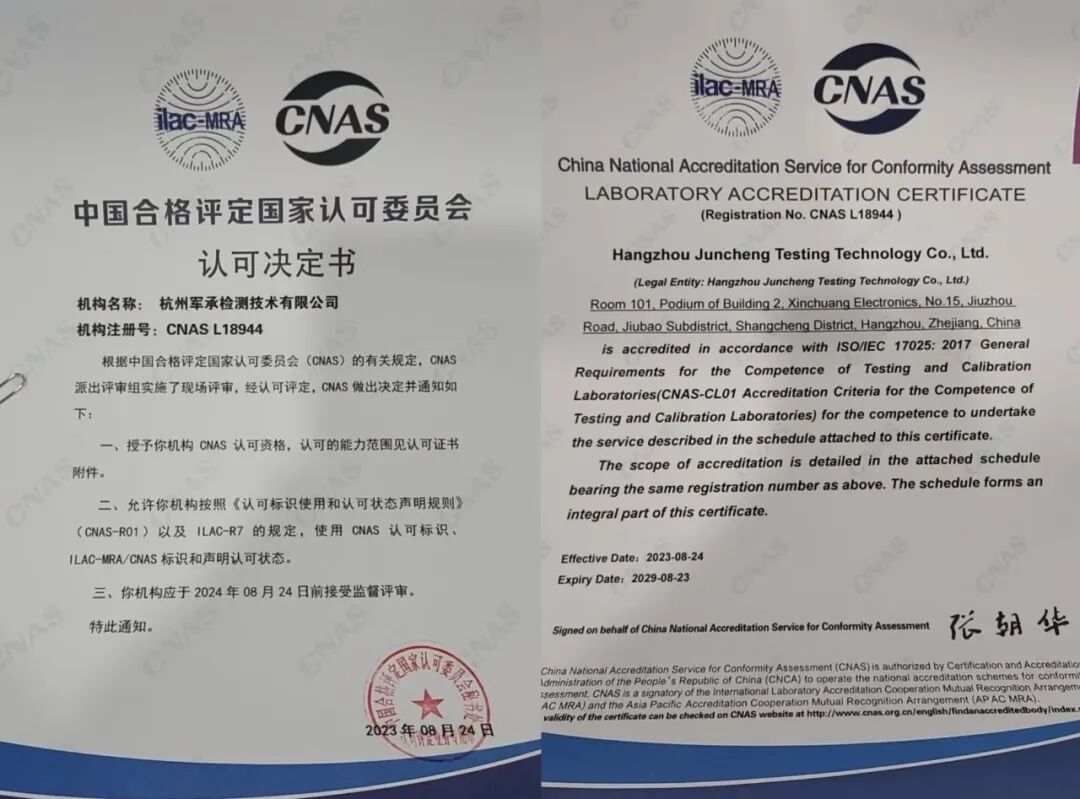 ilac-MRA
CNAS
中国合格评定国家认可委员会
认可决定书
机构名称： 杭州军承检测技术有限公司
机构注册号：CNAS L18944
根据中国合格评定国家认可委员会（CNAS）的有关规定，CNAS
派出评审组实施了现场评审，经认可评定，CNAS 做出决定并通知如
下：
一、授予你机构 CNAS 认可资格，认可的能力范围见认可证书
附件。
二、允许你机构按照《认可标识使用和认可状态声明规则》
（CNAS-R01）以及 ILAC-R7 的规定，使用 CNAS 认可标识、
ILAC-MRA/CNAS 标识和声明认可状态。
三、你机构应于 2024 年 08 月 24 日前接受监督评审。
特此通知。
中国合格评定国家认可委员会秘书处
2023 年 08 月 24 日
ilac-MRA
CNAS
China National Accreditation Service for Conformity Assessment
LABORATORY ACCREDITATION CERTIFICATE
(Registration No. CNAS L18944 )
Hangzhou Juncheng Testing Technology Co., Ltd.
(Legal Entity: Hangzhou Juncheng Testing Technology Co., Ltd.)
Room 101, Podium of Building 2, Xinchuang Electronics, No.15, Jiuzhou
Road, Jiubao Subdistrict, Shangcheng District, Hangzhou, Zhejiang, China
is accredited in accordance with ISO/IEC 17025: 2017 General
Requirements for the Competence of Testing and Calibration
Laboratories(CNAS-CL01 Accreditation Criteria for the Competence of
Testing and Calibration Laboratories) for the competence to undertake
the service described in the schedule attached to this certificate.
The scope of accreditation is detailed in the attached schedule
bearing the same registration number as above. The schedule forms an
integral part of this certificate.
Effective Date: 2023-08-24
Expiry Date: 2029-08-23
Signed on behalf of China National Accreditation Service for Conformity Assessment 张朝华
China National Accreditation Service for Conformity Assessment (CNAS) is authorized by Certification and Accreditation
dministration of the People's Republic of China (CNCA) to operate the national accreditation schemes for conformi
ssessment. CNAS is a signatory of the International Laboratory Accreditation Cooperation Mutual Recognition Arrangeme
AC MRA) and the Asia Pacific Accreditation Cooperation Mutual Recognition Arrangement (APAC MRA).
validity of the certificate can be checked on CNAS website at http://www.cnas.org.cn/english/findanaccreditedbody/index.s